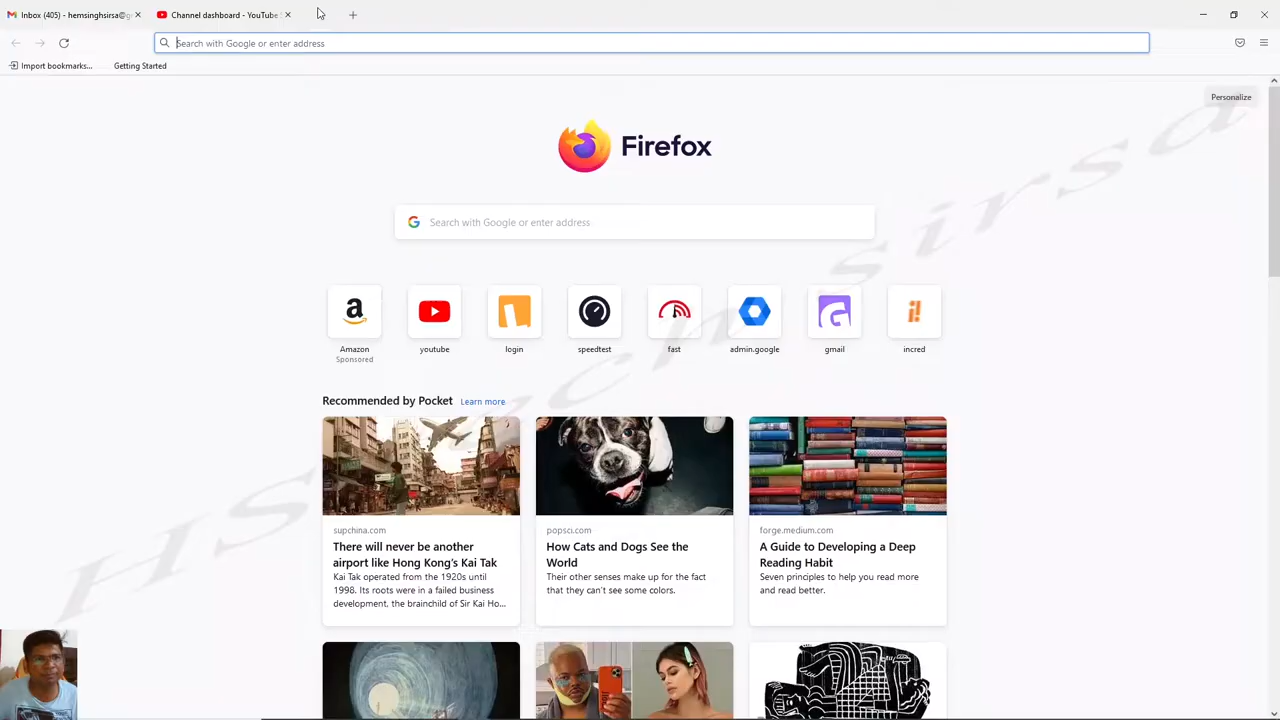 Inbox (405) - hemsinghsirsa@g
Channel dashboard - YouTube
Search with Google or enter address
Import bookmarks...
Getting Started
Personalize
Firefox
Search with Google or enter address
Amazon
Sponsored
youtube
login
speedtest
fast
admin.google
gmail
incred
Recommended by Pocket
Learn more
supchina.com
There will never be another
airport like Hong Kong's Kai Tak
Kai Tak operated from the 1920s until
1998. Its roots were in a failed business
development, the brainchild of Sir Kai Ho...
popsci.com
How Cats and Dogs See the
World
Their other senses make up for the fact
that they can't see some colors.
forge.medium.com
A Guide to Developing a Deep
Reading Habit
Seven principles to help you read more
and read better.